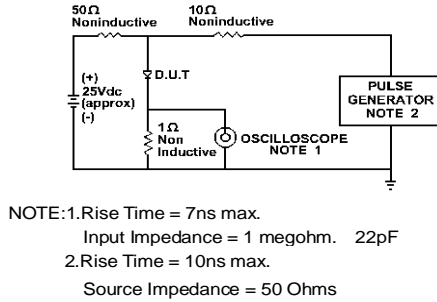 50Ω
Noninductive
10Ω
Noninductive
(+)
25Vdc
(approx)
(-)
D.U.T
1Ω
Non
Inductive
OSCILLOSCOPE
NOTE 1
PULSE
GENERATOR
NOTE 2
NOTE:1.Rise Time = 7ns max.
Input Impedance = 1 megohm. 22pF
2.Rise Time = 10ns max.
Source Impedance = 50 Ohms